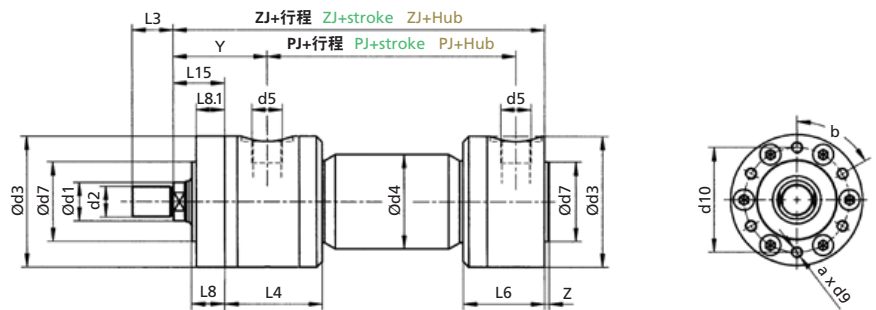 L3
ZJ+行程 ZJ+stroke ZJ+Hub
Y
PJ+行程 PJ+stroke PJ+Hub
L15
L8.1
d5
d5
b
Ød3
Ød7
Ød1
d2
Ød4
Ød7
Ød3
d10
a x d9
L8
L4
L6
Z